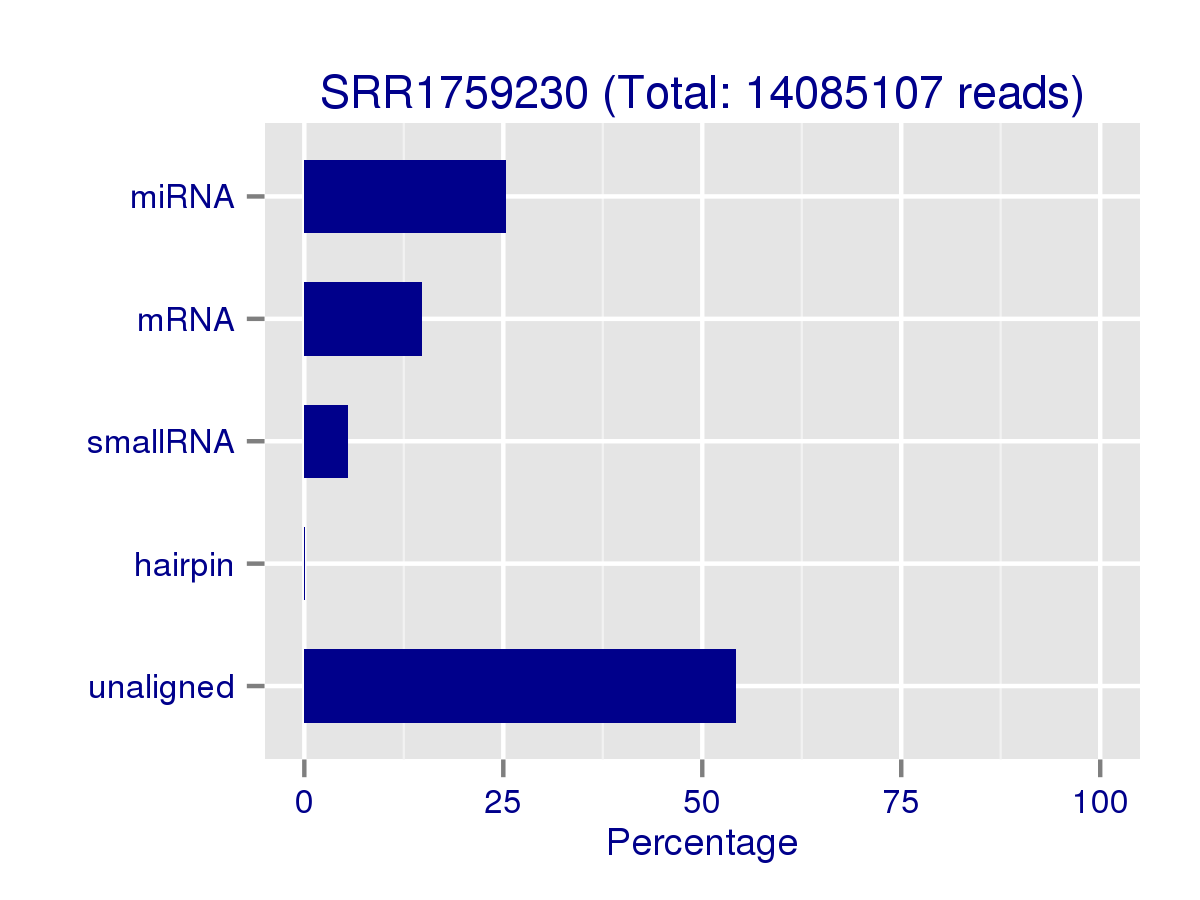 SRR1759230 (Total: 14085107 reads)
miRNA
mRNA
smallRNA
hairpin
unaligned
0 25 50 75 100
Percentage